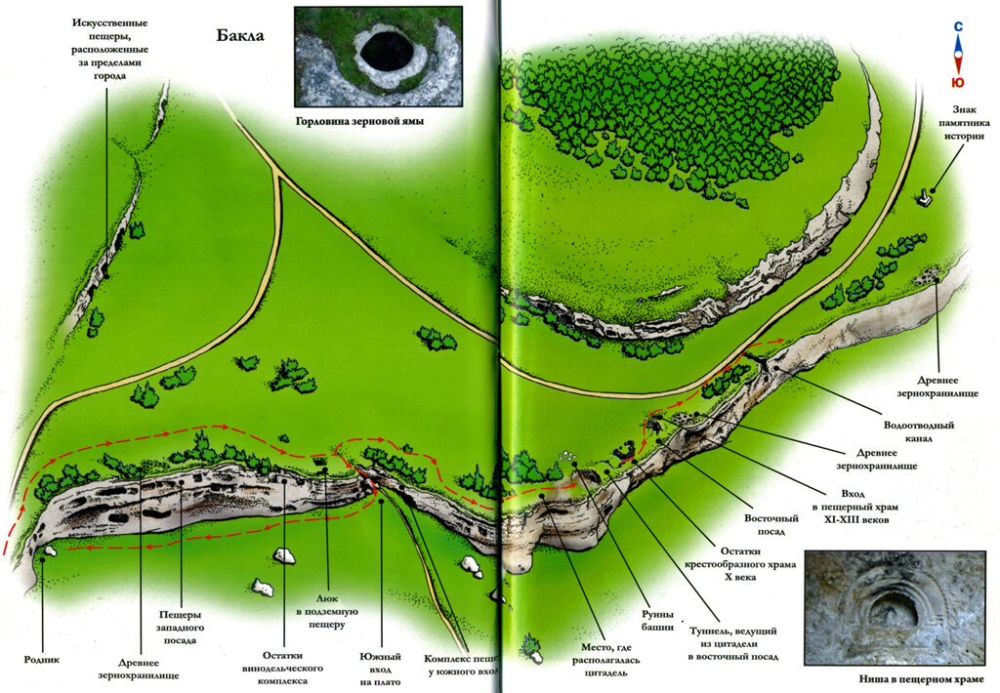 Искусственные
пещеры,
расположенные
за пределами
города
Бакла
Горловина зерновой ямы
С
Ю
Знак
памятника
истории
Древнее
зернохранилище
Водоотводный
канал
Древнее
зернохранилище
Вход
в пещерный храм
XI-XIII веков
Восточный
посад
Остатки
крестообразного храма
X века
Руины
башни
Туннель, ведущий
из цитадели
в восточный посад
Место, где
располагалась
цитадель
Комплекс
у южного
Южный
вход
на плато
Люк
в подземную
пещеру
Остатки
винодельческого
комплекса
Пещеры
западного
посада
Древнее
зернохранилище
Родник
Ниша в пещерном храме